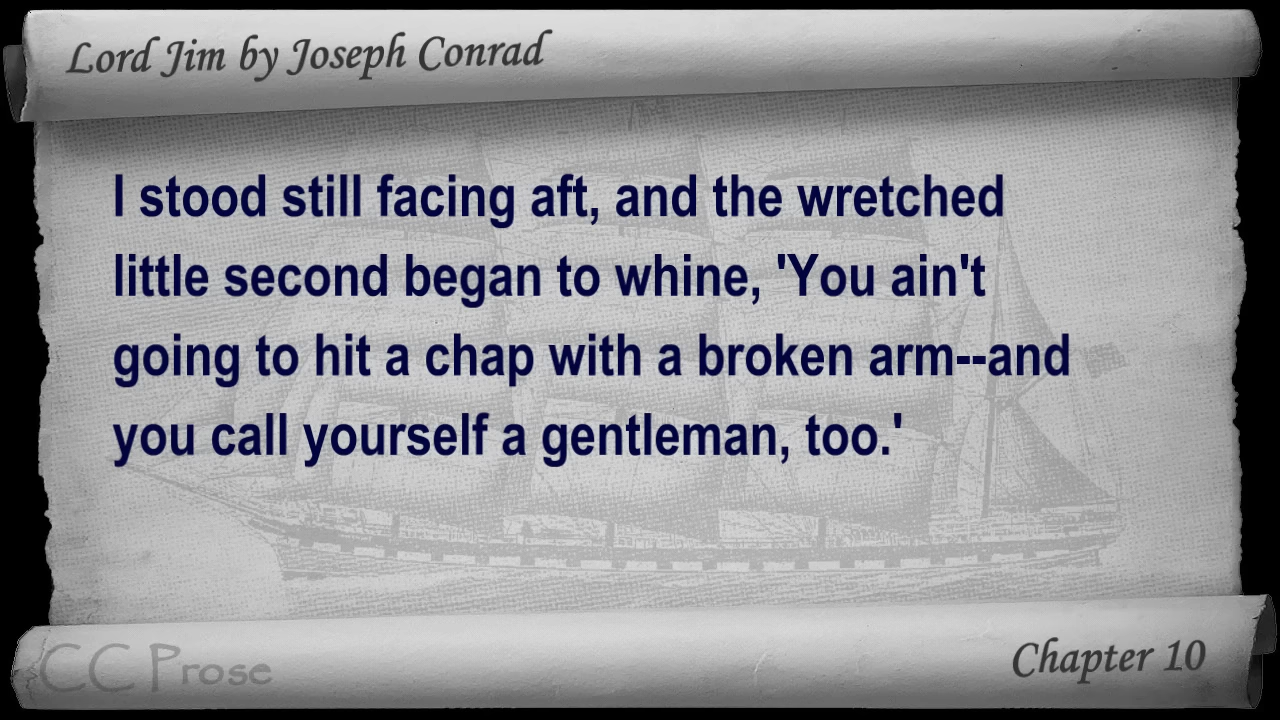 Lord Jim by Joseph Conrad
I stood still facing aft, and the wretched
little second began to whine, 'You ain't
going to hit a chap with a broken arm--and
you call yourself a gentleman, too.'
CC Prose
Chapter 10